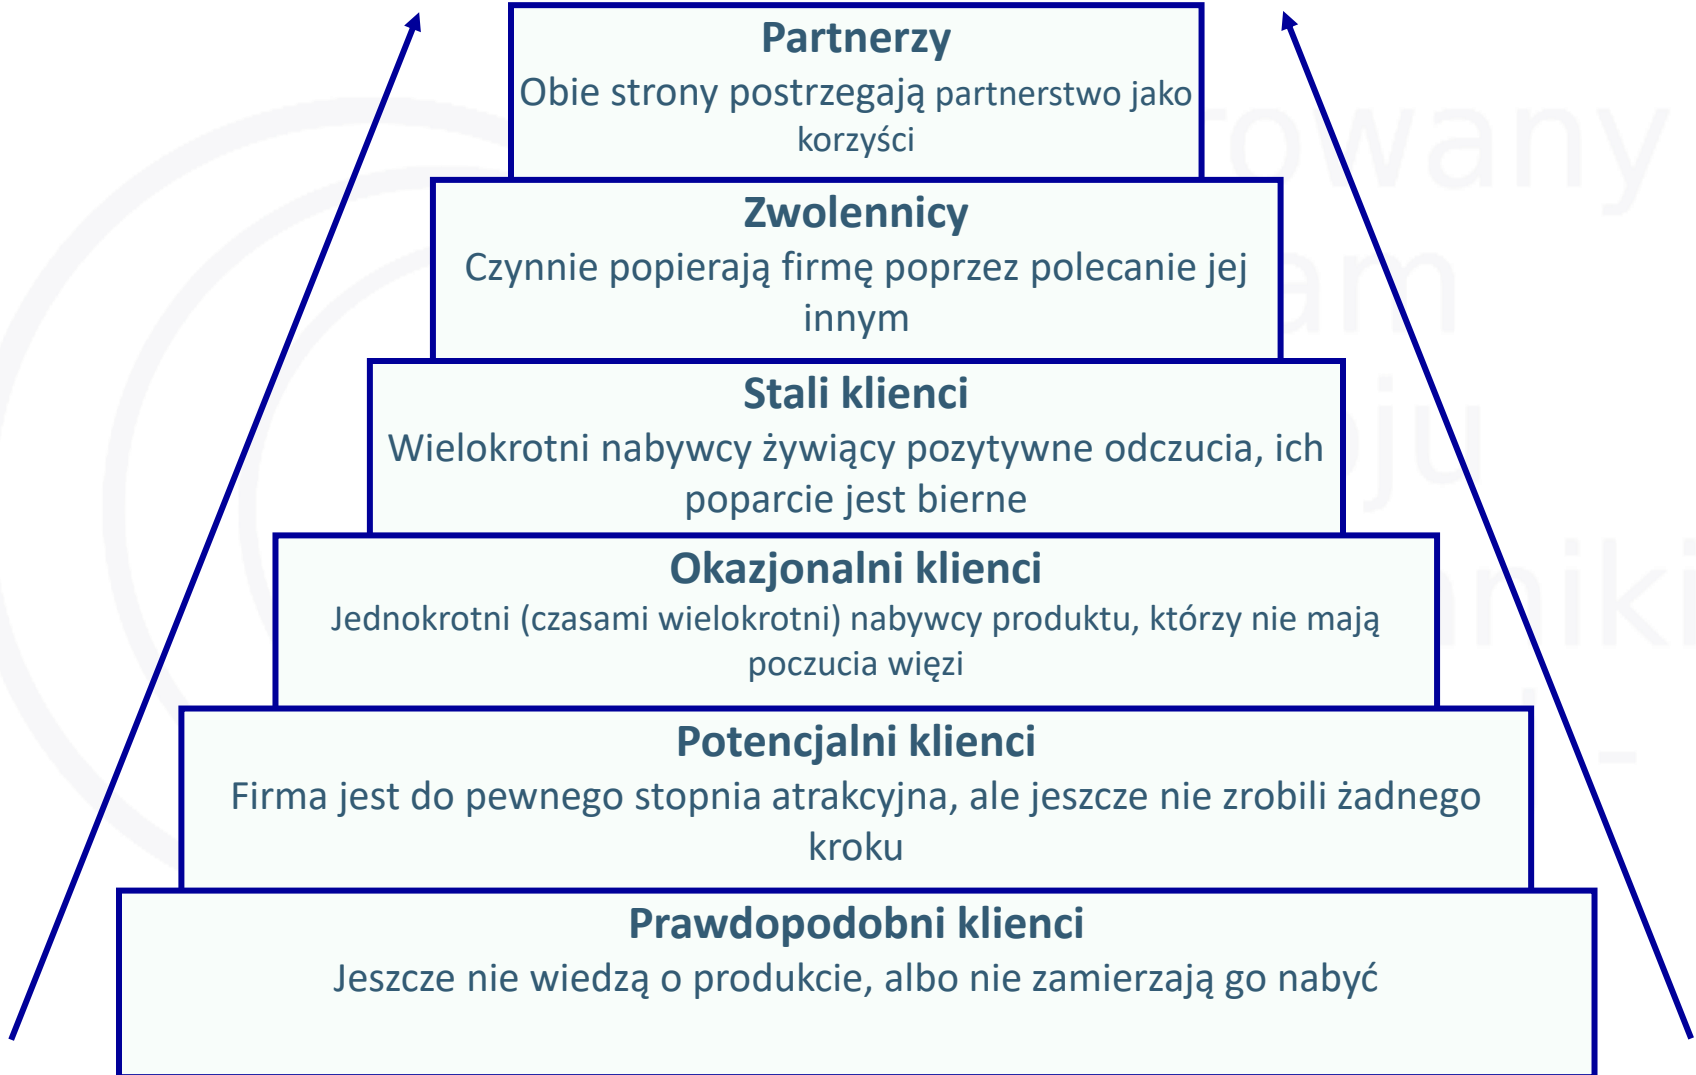 Partnerzy
Obie strony postrzegają partnerstwo jako
korzyści
Zwolennicy
Czynnie popierają firmę poprzez polecanie jej
innym
Stali klienci
Wielokrotni nabywcy żywiący pozytywne odczucia, ich
poparcie jest bierne
Okazjonalni klienci
Jednokrotni (czasami wielokrotni) nabywcy produktu, którzy nie mają
poczucia więzi
Potencjalni klienci
Firma jest do pewnego stopnia atrakcyjna, ale jeszcze nie zrobili żadnego
kroku
Prawdopodobni klienci
Jeszcze nie wiedzą o produkcie, albo nie zamierzają go nabyć